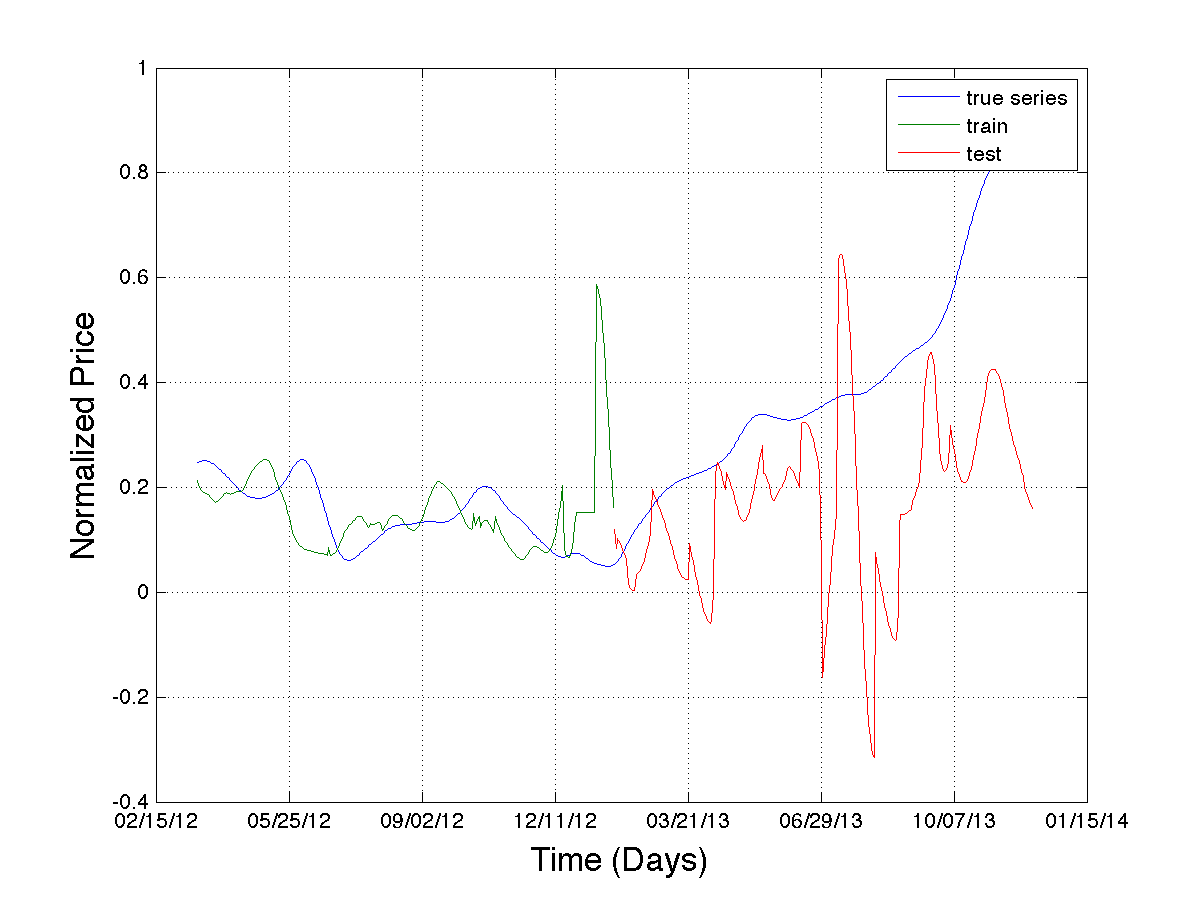 1
true series
train
test
0.8
0.6
0.4
0.2
0
-0.2
-0.4
Normalized Price
02/15/12 05/25/12 09/02/12 12/11/12 03/21/13 06/29/13 10/07/13 01/15/14
Time (Days)